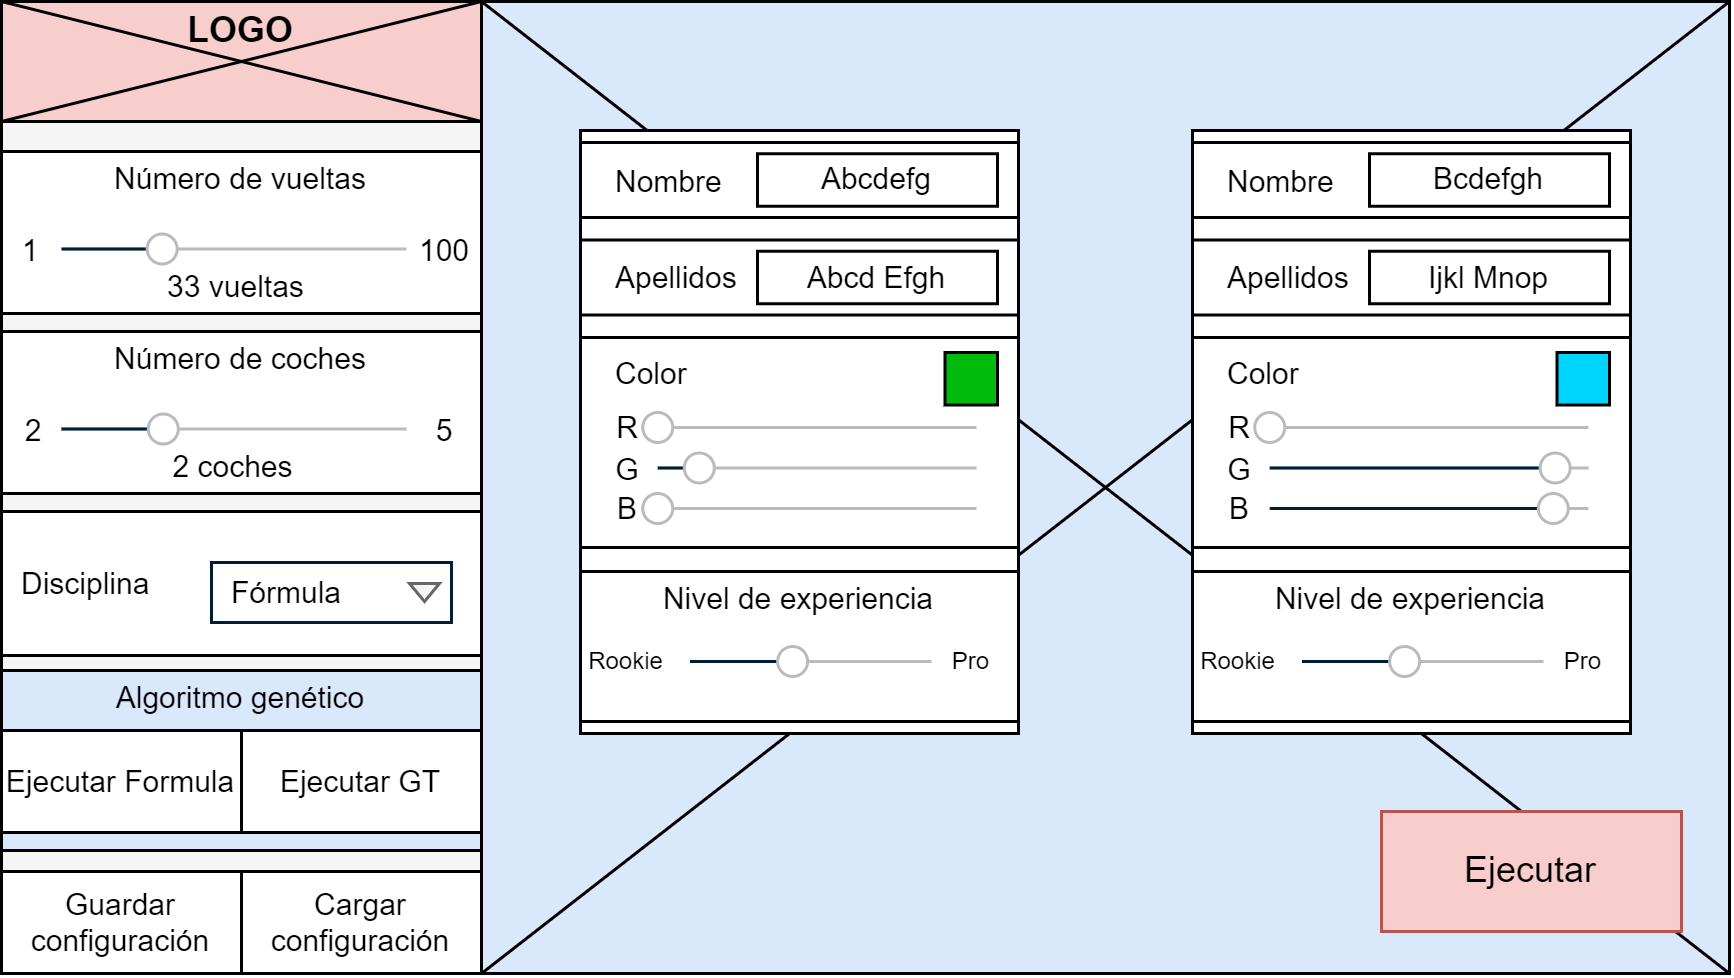 LOGO
Número de vueltas
1 100
33 vueltas
Número de coches
2 5
2 coches
Disciplina Fórmula
Algoritmo genético
Ejecutar Formula Ejecutar GT
Guardar
configuración
Cargar
configuración
Nombre Abcdefg
Apellidos Abcd Efgh
Color
R
G
B
Nivel de experiencia
Rookie Pro
Nombre Bcdefgh
Apellidos Ijkl Mnop
Color
R
G
B
Nivel de experiencia
Rookie Pro
Ejecutar